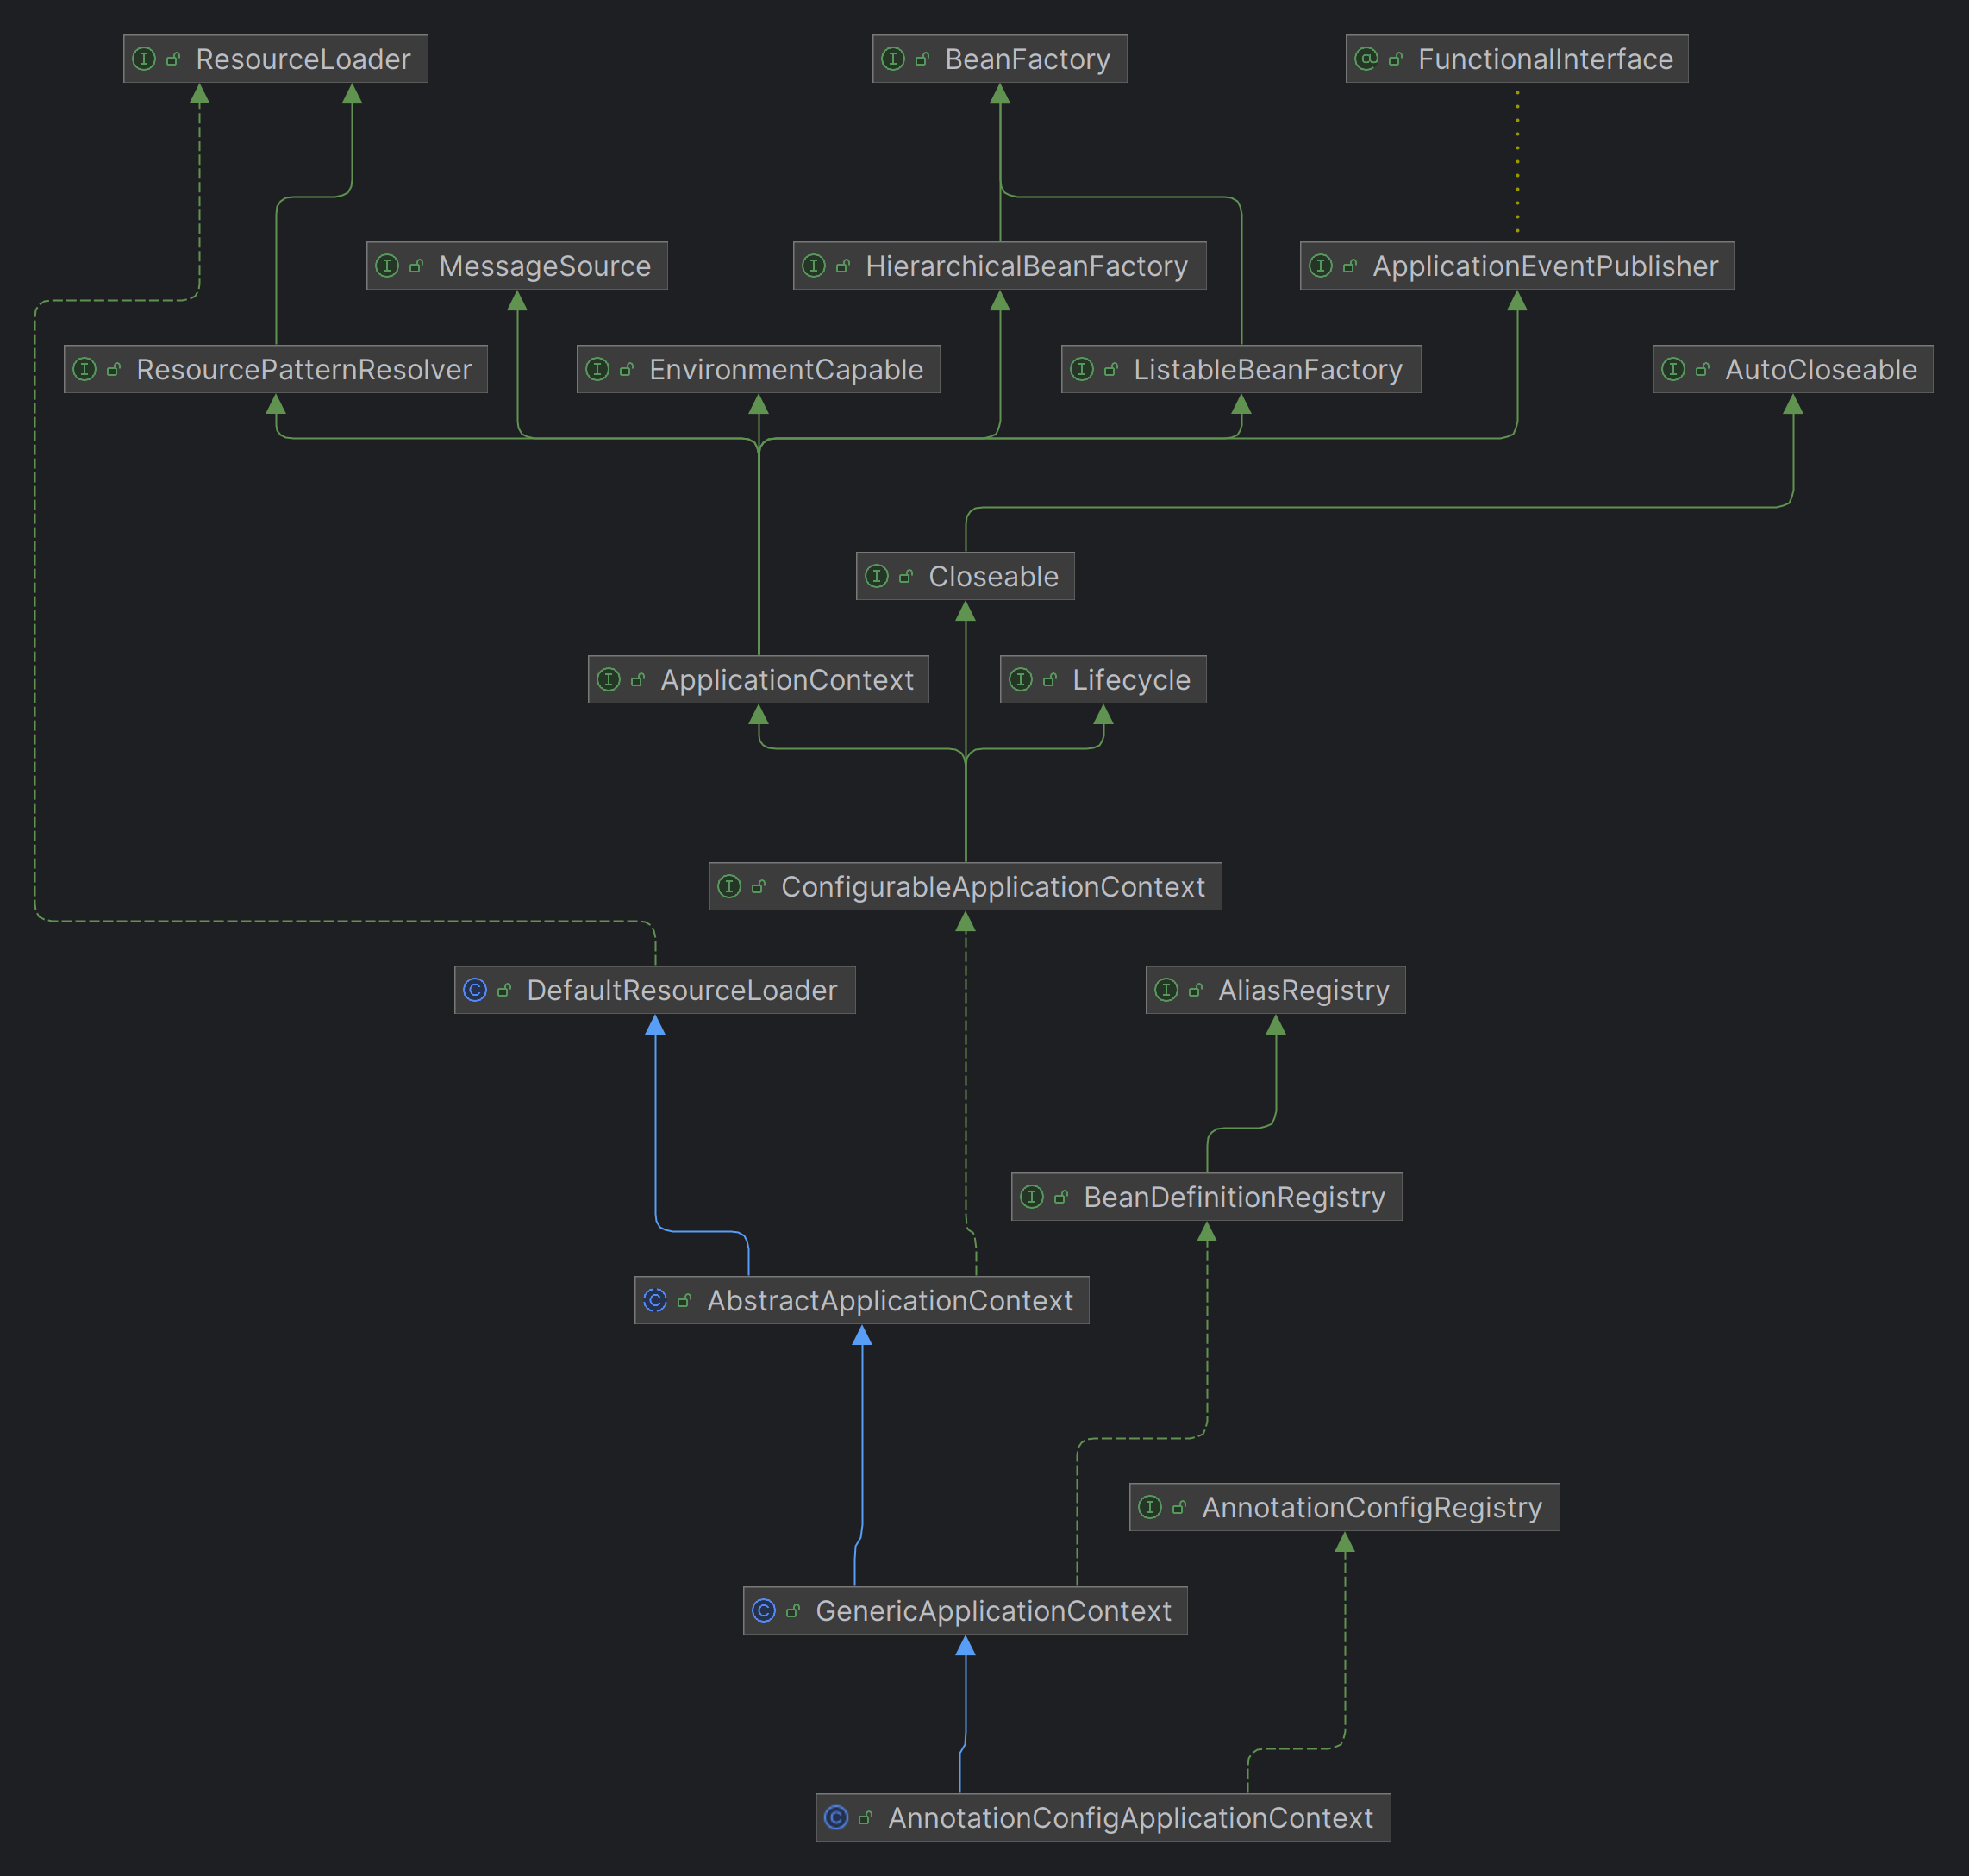 ResourceLoader
BeanFactory
FunctionalInterface
MessageSource
HierarchicalBeanFactory
ApplicationEventPublisher
ResourcePatternResolver
EnvironmentCapable
ListableBeanFactory
AutoCloseable
Closeable
ApplicationContext
Lifecycle
ConfigurableApplicationContext
DefaultResourceLoader
AliasRegistry
BeanDefinitionRegistry
AbstractApplicationContext
AnnotationConfigRegistry
GenericApplicationContext
AnnotationConfigApplicationContext